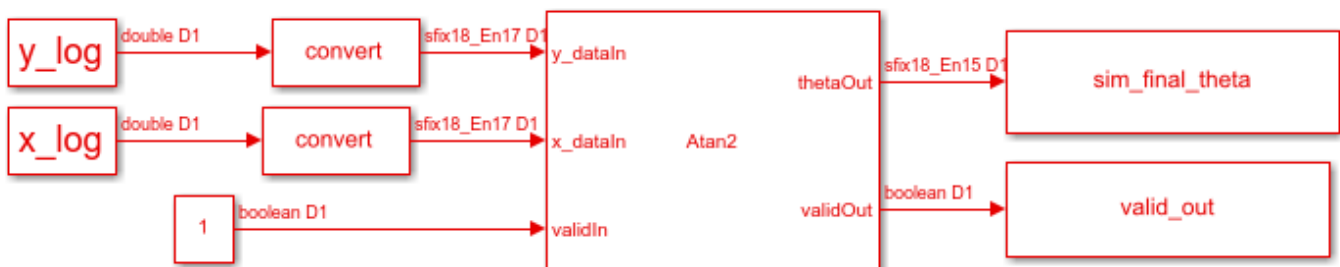 y_log
double D1
convert
sfix18_En17 D1
y_dataIn
thetaOut
sfix18_En15 D1
sim_final_theta
x_log
double D1
convert
sfix18_En17 D1
x_dataIn
Atan2
1
boolean D1
validIn
validOut
boolean D1
valid_out